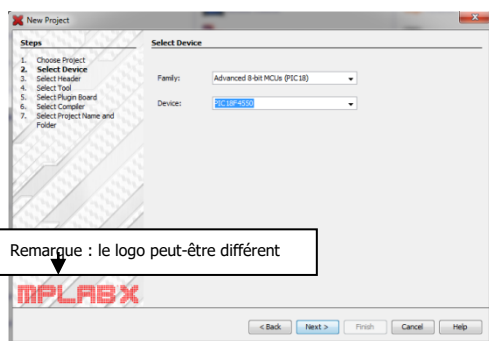 New Project
Steps
1. Choose Project
2. Select Device
3. Select Header
4. Select Tool
5. Select Plugin Board
6. Select Compiler
7. Select Project Name and
Folder
Select Device
Family: Advanced 8-bit MCUs (PIC18)
Device: PIC18F4550
Remarque : le logo peut-être différent
MPLAB X
< Back Next > Finish Cancel Help